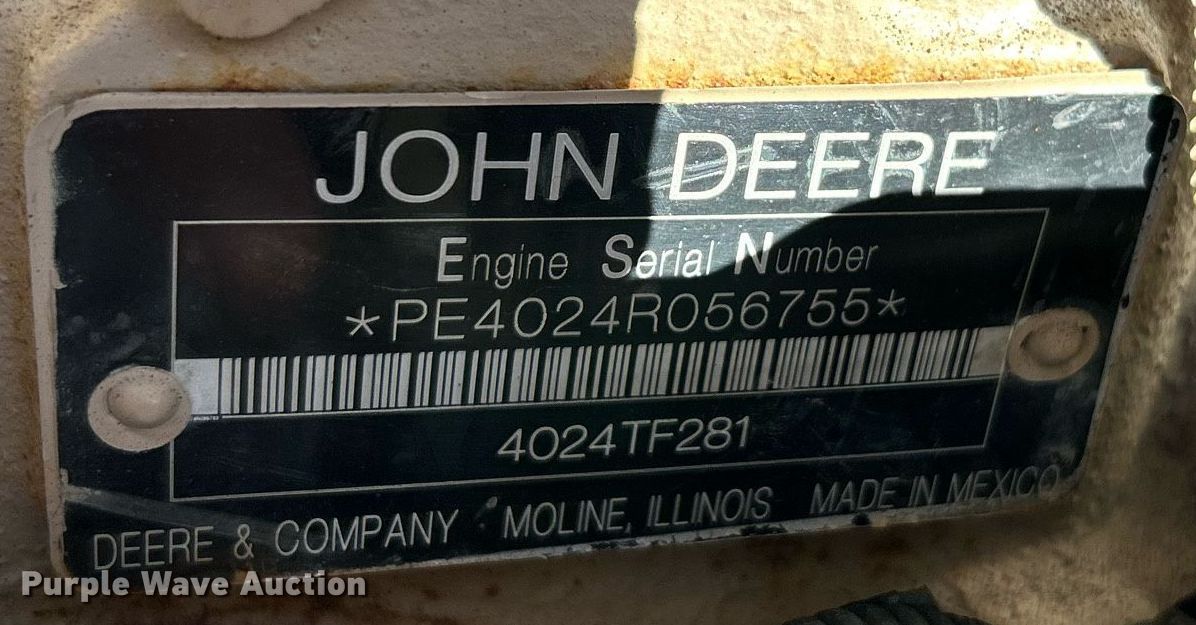 JOHN DEERE
Engine Serial Number
*PE4024R056755*
4024TF281
DEERE & COMPANY MOLINE, ILLINOIS MADE IN MEXICO
Purple Wave Auction